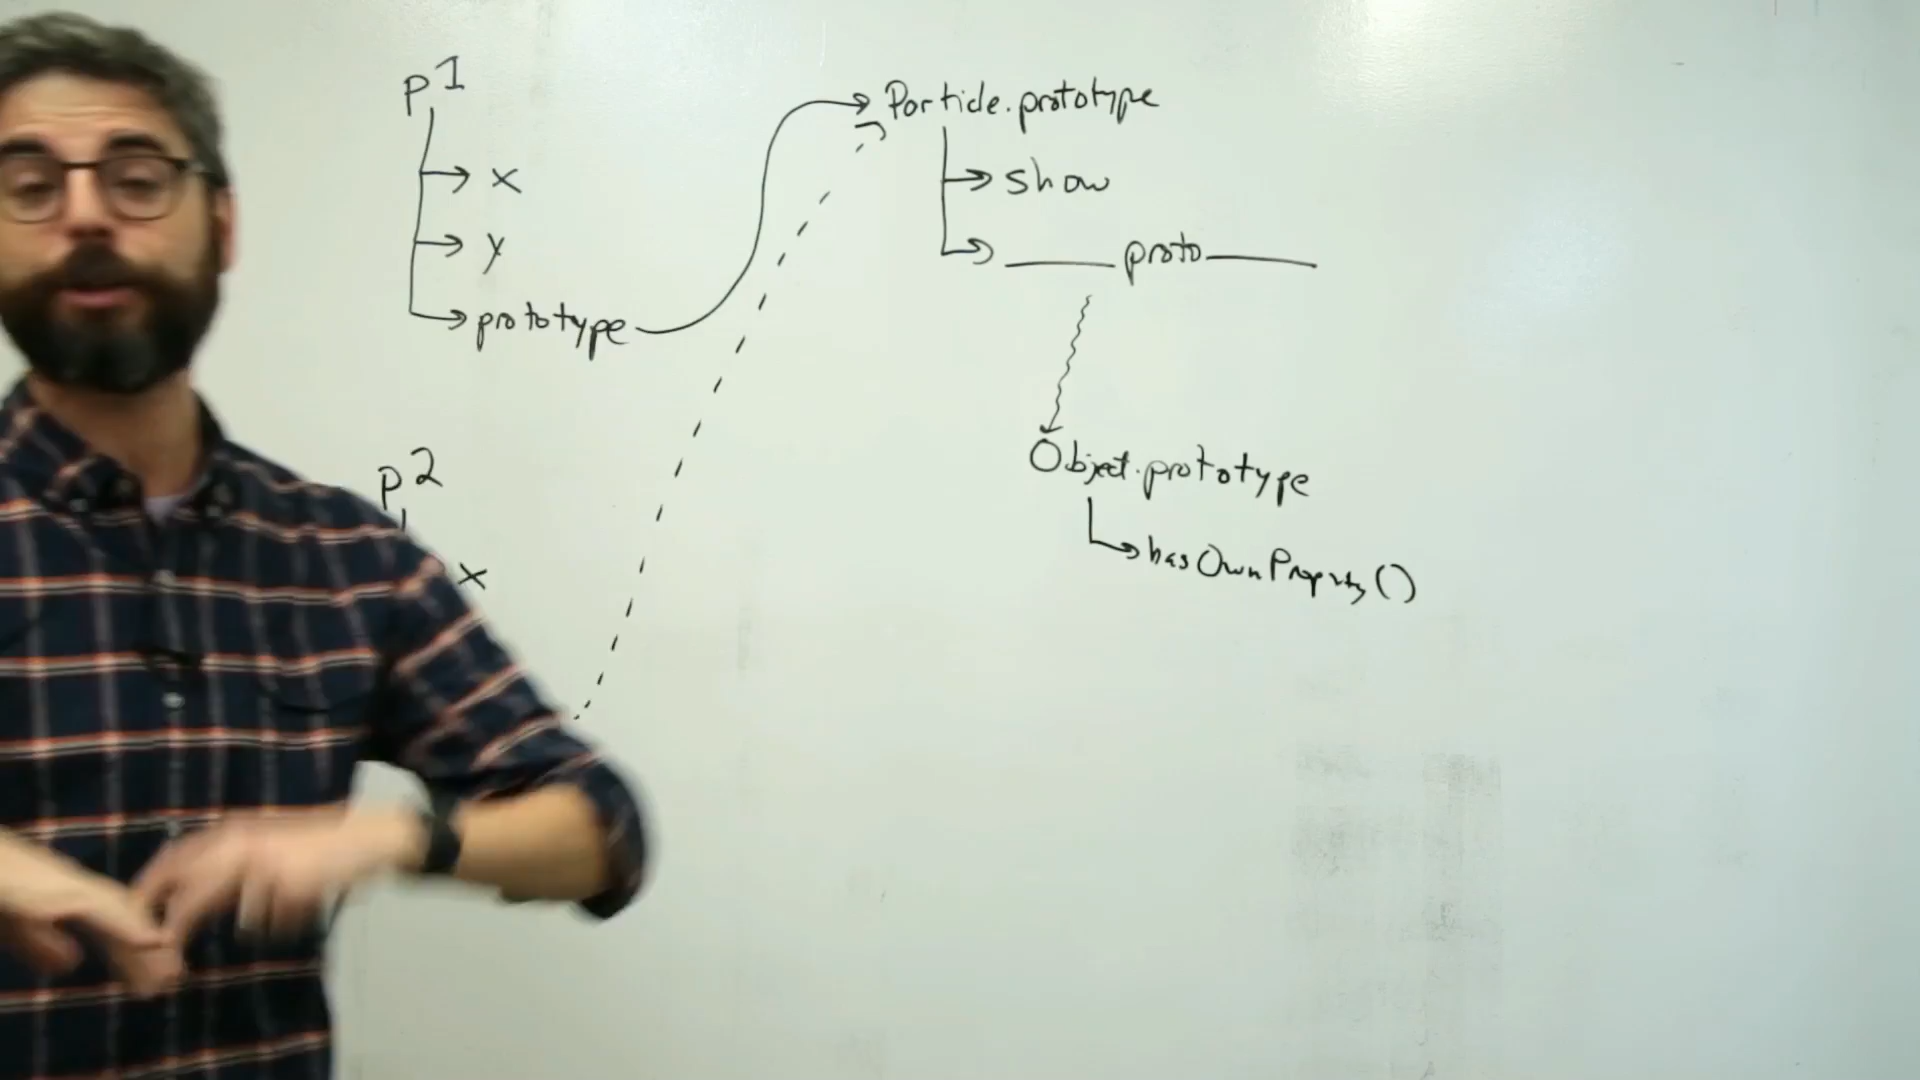 p1
x
y
prototype
p2
x
Particle.prototype
show
__proto__
Object.prototype
hasOwnProperty()